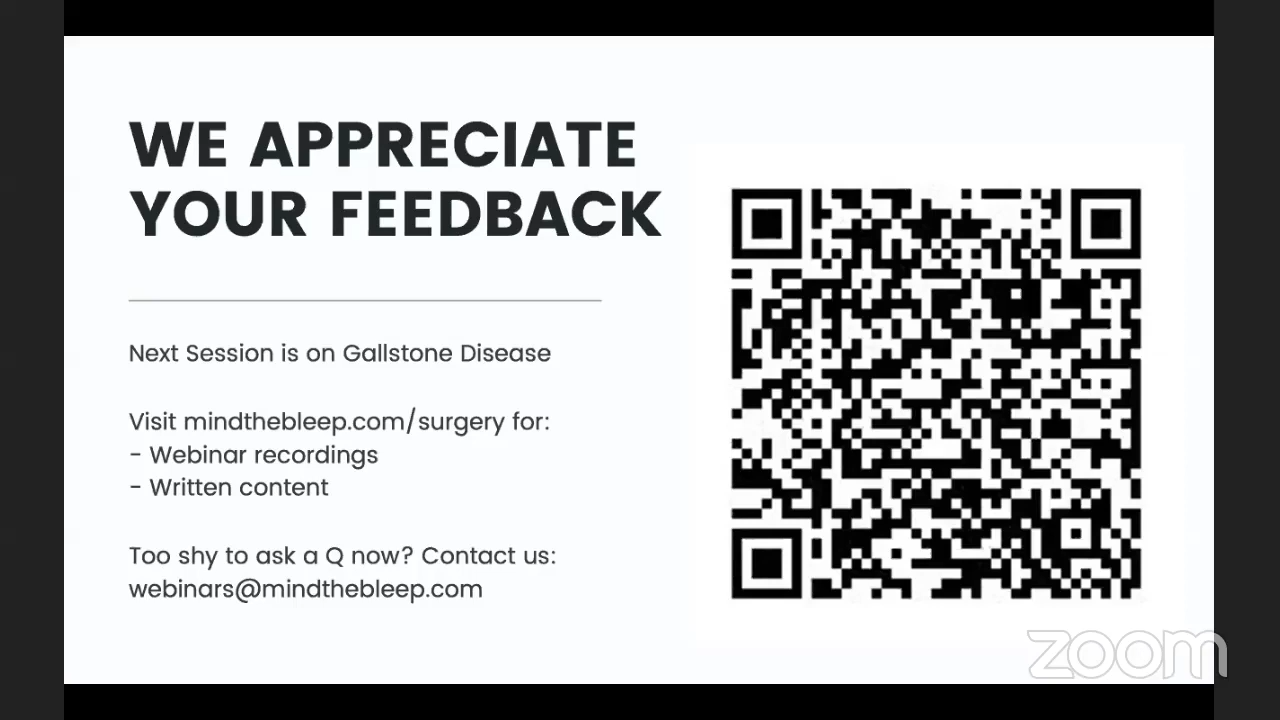 WE APPRECIATE
YOUR FEEDBACK
Next Session is on Gallstone Disease
Visit mindthebleep.com/surgery for:
- Webinar recordings
- Written content
Too shy to ask a Q now? Contact us:
webinars@mindthebleep.com
zoom